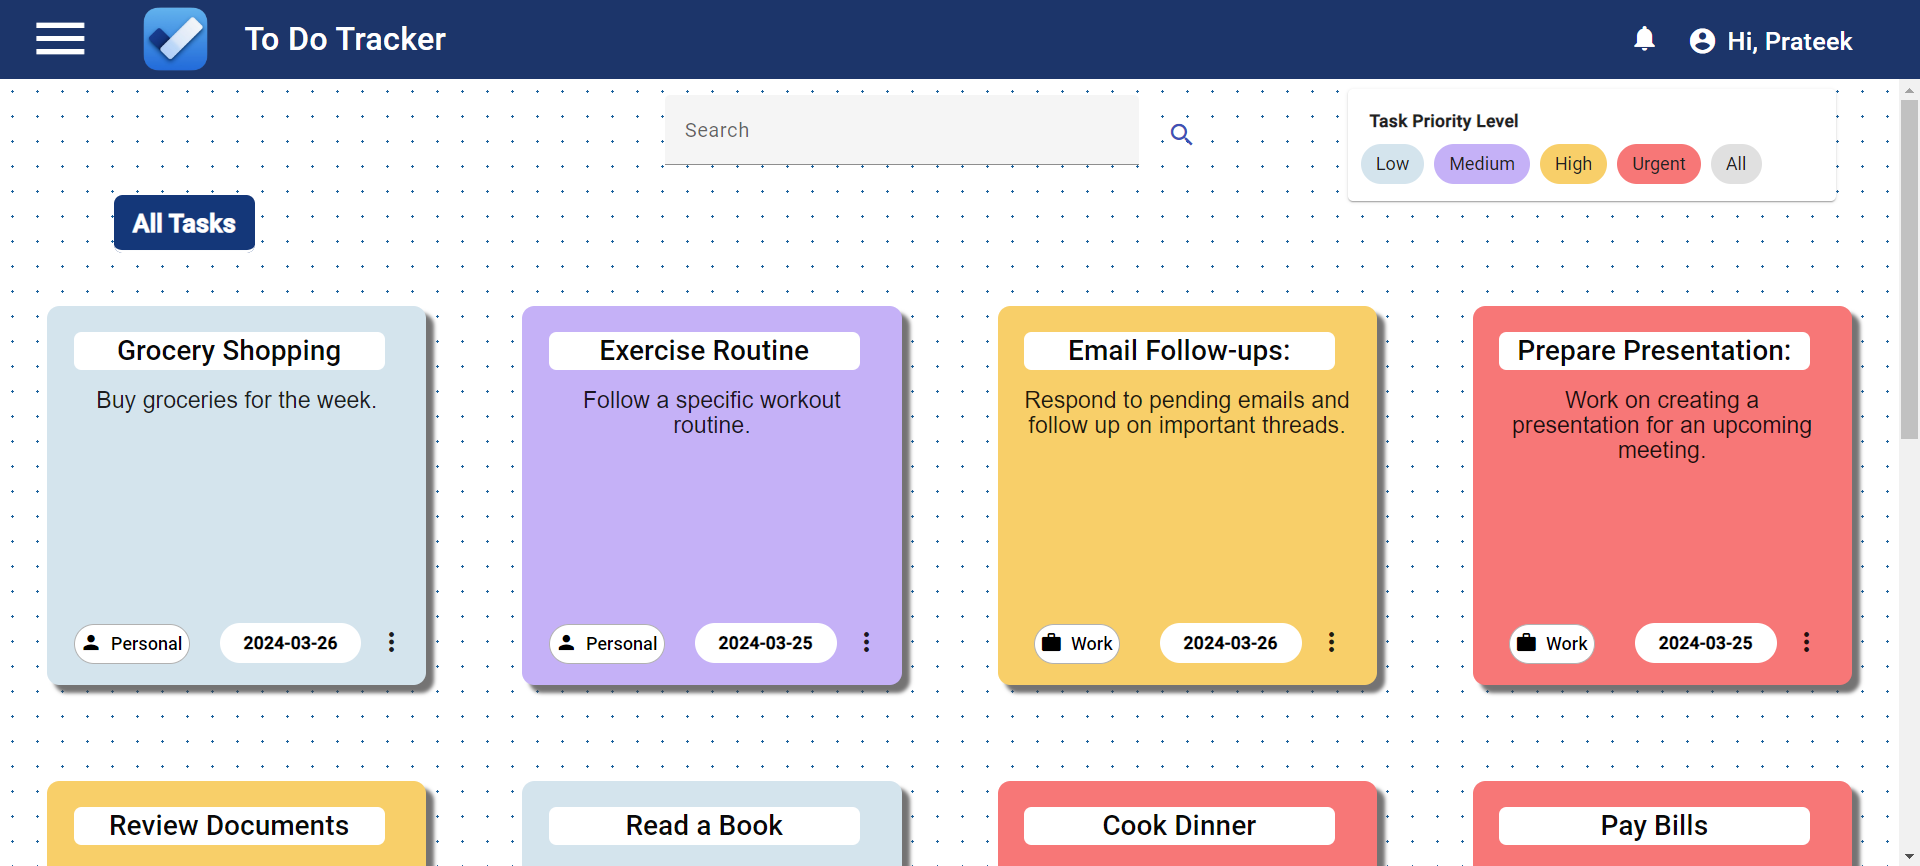 To Do Tracker
Hi, Prateek
Search
Task Priority Level
Low
Medium
High
Urgent
All
All Tasks
Grocery Shopping
Buy groceries for the week.
Personal
2024-03-26
Exercise Routine
Follow a specific workout
routine.
Personal
2024-03-25
Email Follow-ups:
Respond to pending emails and
follow up on important threads.
Work
2024-03-26
Prepare Presentation:
Work on creating a
presentation for an upcoming
meeting.
Work
2024-03-25
Review Documents
Read a Book
Cook Dinner
Pay Bills